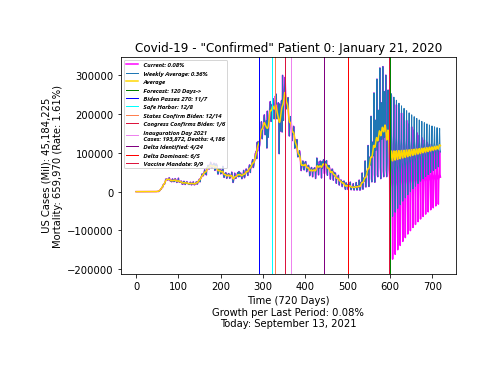 Covid-19 - "Confirmed" Patient 0: January 21, 2020
US Cases (Mil): 45,184,225
Mortality: 659,970 (Rate: 1.61%)
300000
200000
100000
0
−100000
−200000
Current: 0.08%
Weekly Average: 0.36%
Average
Forecast: 120 Days->
Biden Passes 270: 11/7
Safe Harbor: 12/8
States Confirm Biden: 12/14
Congress Confirms Biden: 1/6
Inaguration Day 2021
Cases: 193,872, Deaths: 4,186
Delta Identified: 4/24
Delta Dominant: 6/5
Vaccine Mandate: 9/9
0 100 200 300 400 500 600 700
Time (720 Days)
Growth per Last Period: 0.08%
Today: September 13, 2021